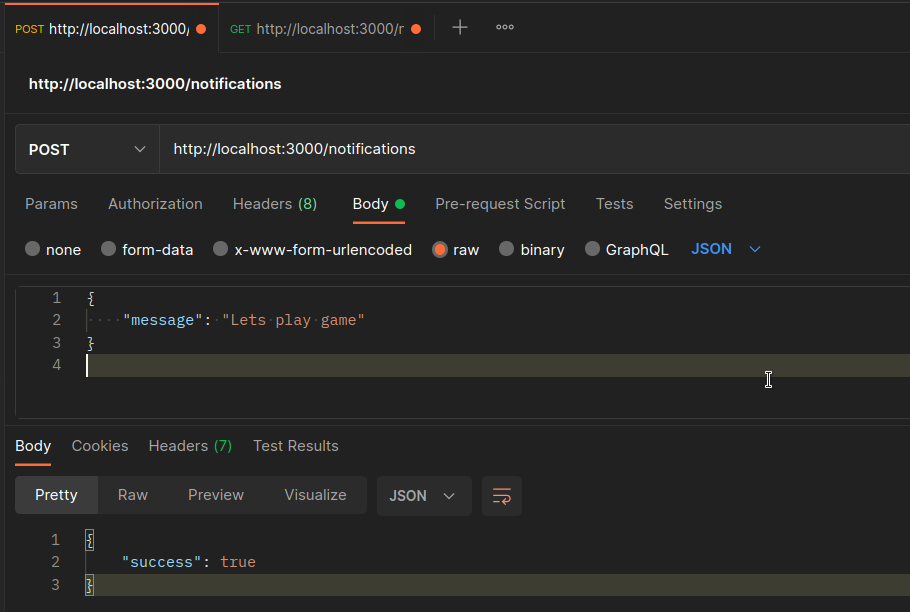 POST http://localhost:3000/ GET http://localhost:3000/r
http://localhost:3000/notifications
POST http://localhost:3000/notifications
Params Authorization Headers (8) Body Pre-request Script Tests Settings
none form-data x-www-form-urlencoded raw binary GraphQL JSON
1 {
2 "message": "Lets play game"
3 }
4
Body Cookies Headers (7) Test Results
Pretty Raw Preview Visualize JSON
1 {
2 "success": true
3 }